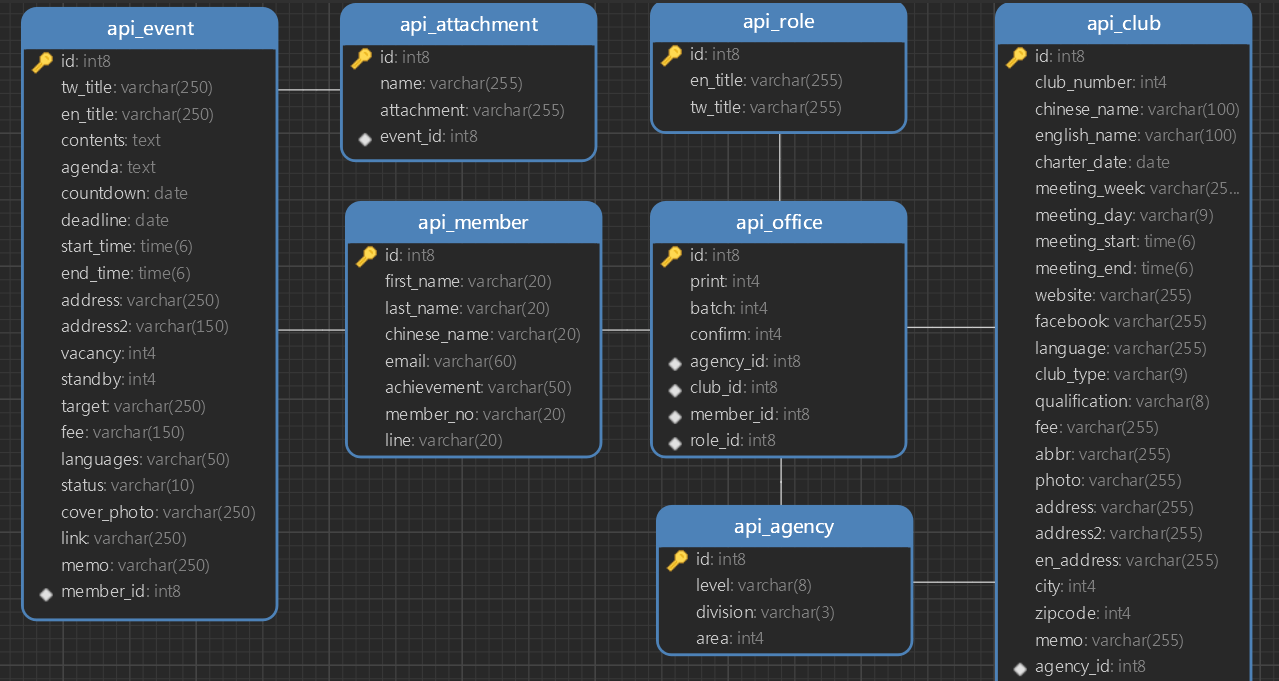 api_event
id: int8
tw_title: varchar(250)
en_title: varchar(250)
contents: text
agenda: text
countdown: date
deadline: date
start_time: time(6)
end_time: time(6)
address: varchar(250)
address2: varchar(150)
vacancy: int4
standby: int4
target: varchar(250)
fee: varchar(150)
languages: varchar(50)
status: varchar(10)
cover_photo: varchar(250)
link: varchar(250)
memo: varchar(250)
member_id: int8
api_attachment
id: int8
name: varchar(255)
attachment: varchar(255)
event_id: int8
api_member
id: int8
first_name: varchar(20)
last_name: varchar(20)
chinese_name: varchar(20)
email: varchar(60)
achievement: varchar(50)
member_no: varchar(20)
line: varchar(20)
api_role
id: int8
en_title: varchar(255)
tw_title: varchar(255)
api_office
id: int8
print: int4
batch: int4
confirm: int4
agency_id: int8
club_id: int8
member_id: int8
role_id: int8
api_agency
id: int8
level: varchar(8)
division: varchar(3)
area: int4
api_club
id: int8
club_number: int4
chinese_name: varchar(100)
english_name: varchar(100)
charter_date: date
meeting_week: varchar(25...
meeting_day: varchar(9)
meeting_start: time(6)
meeting_end: time(6)
website: varchar(255)
facebook: varchar(255)
language: varchar(255)
club_type: varchar(9)
qualification: varchar(8)
fee: varchar(255)
abbr: varchar(255)
photo: varchar(255)
address: varchar(255)
address2: varchar(255)
en_address: varchar(255)
city: int4
zipcode: int4
memo: varchar(255)
agency_id: int8